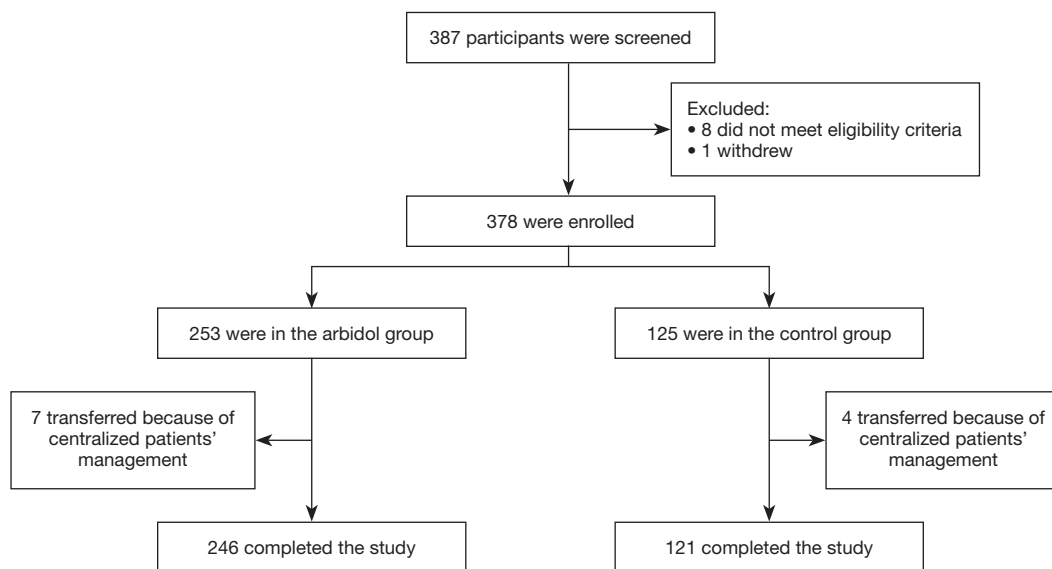 387 participants were screened
Excluded:
• 8 did not meet eligibility criteria
• 1 withdrew
378 were enrolled
253 were in the arbidol group
125 were in the control group
7 transferred because of
centralized patients’
management
4 transferred because of
centralized patients’
management
246 completed the study
121 completed the study